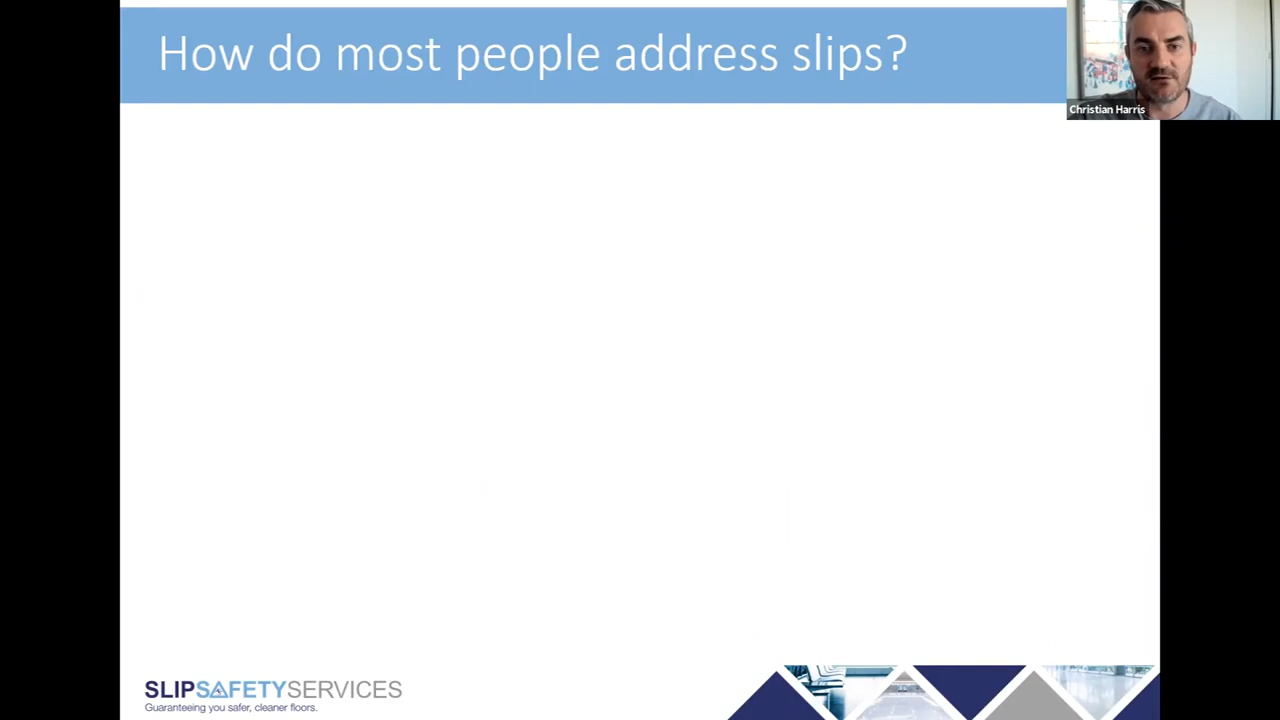 How do most people address slips?
Christian Harris
SLIPSAFETYSERVICES
Guaranteeing you safer, cleaner floors.